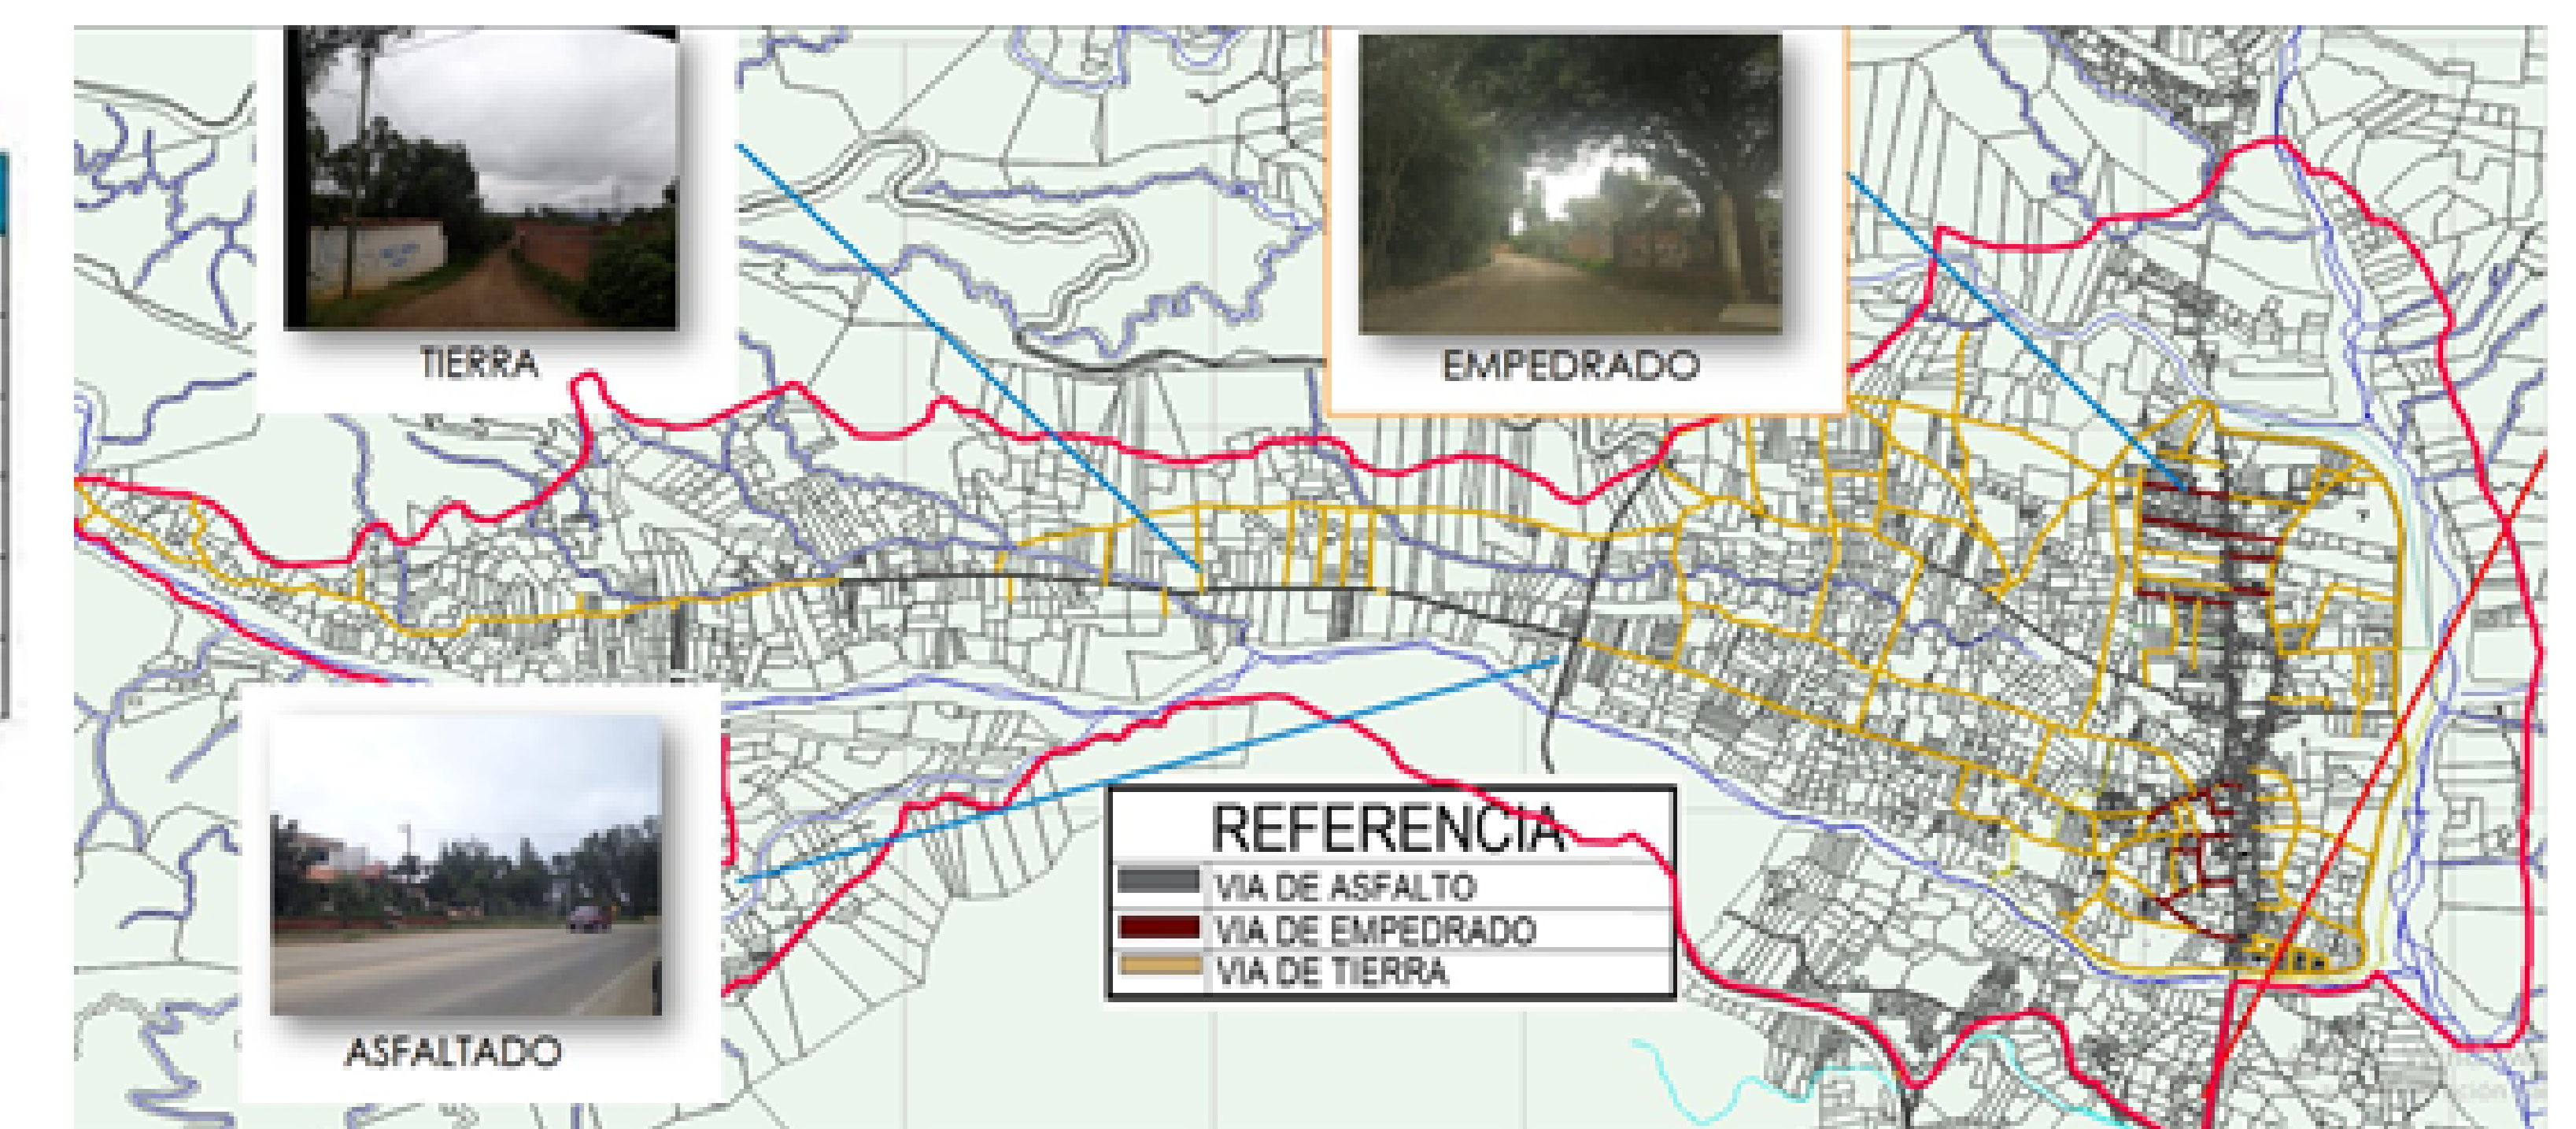 TIERRA
EMPEDRADO
ASFALTADO
REFERENCIA
VIA DE ASFALTO
VIA DE EMPEDRADO
VIA DE TIERRA